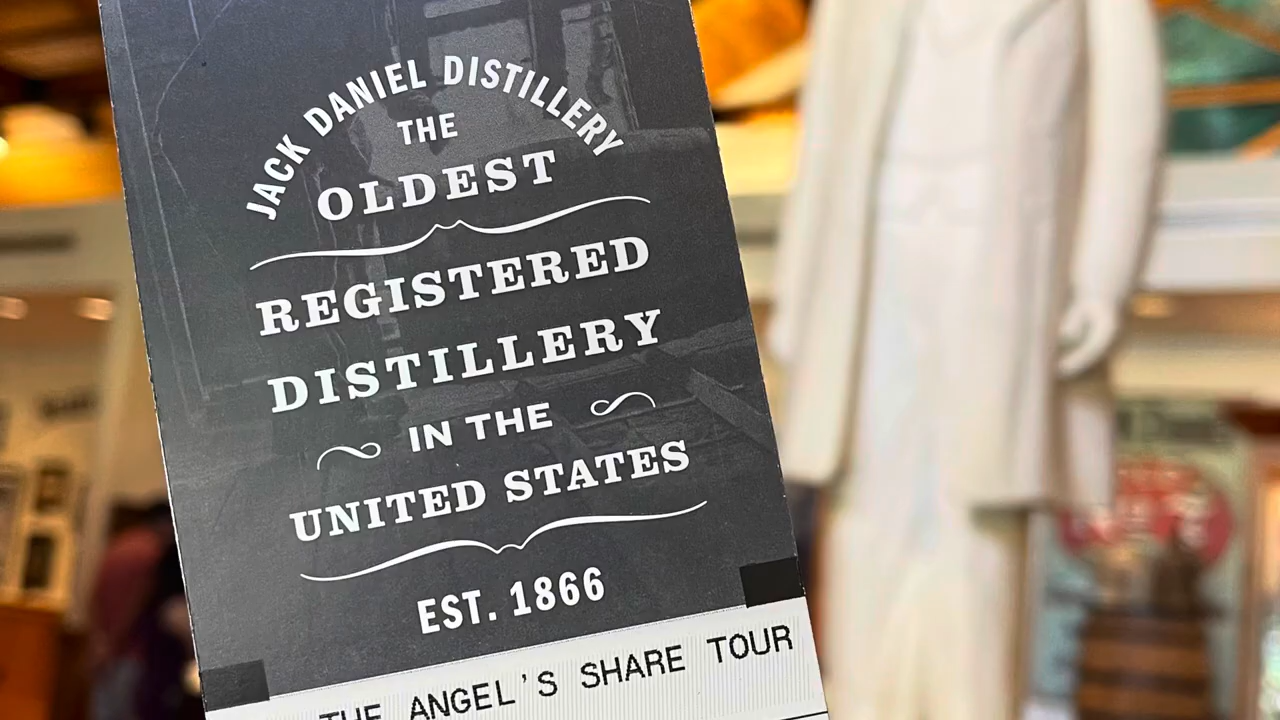 JACK DANIEL DISTILLERY
THE
OLDEST
REGISTERED
DISTILLERY
IN THE
UNITED STATES
EST. 1866
THE ANGEL'S SHARE TOUR